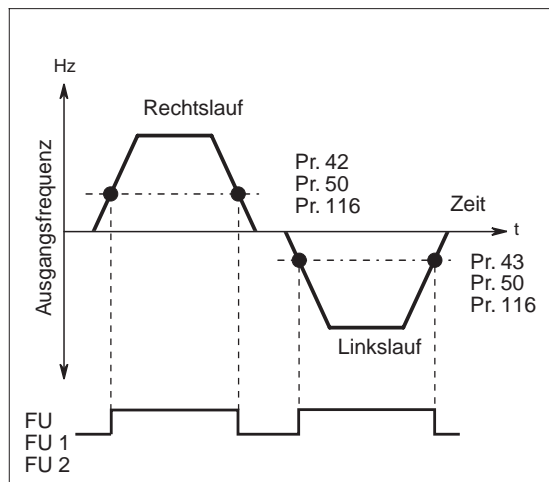 Hz
Rechtslauf
Ausgangsfrequenz
Pr. 42
Pr. 50
Pr. 116
Zeit
t
Pr. 43
Pr. 50
Pr. 116
Linkslauf
FU
FU 1
FU 2